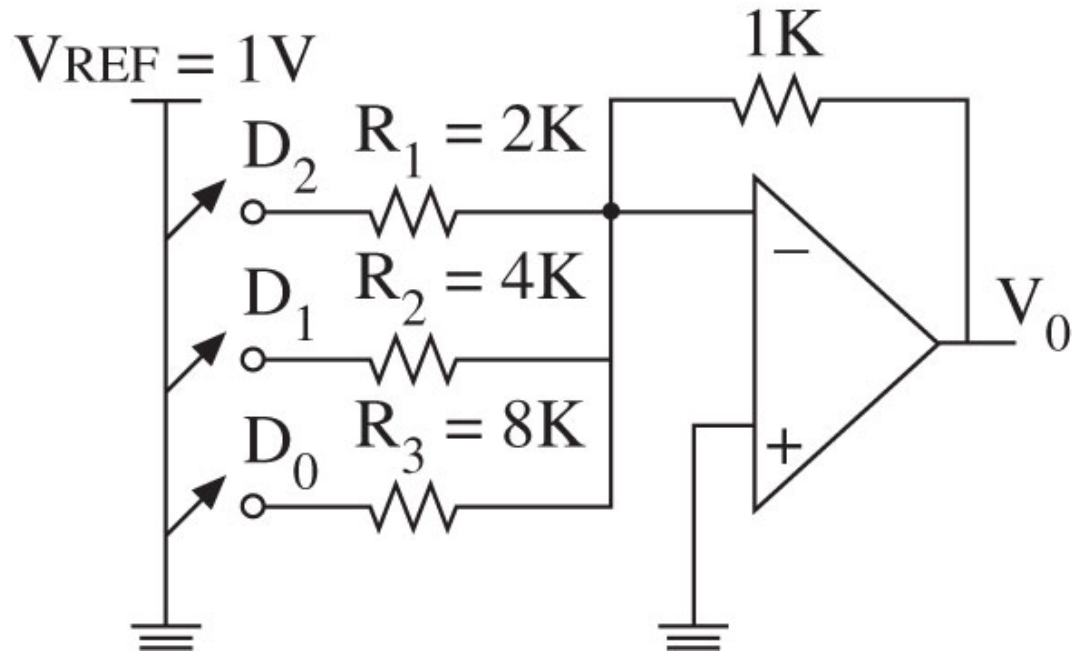 1K
VREF = 1V
D2
R1 = 2K
−
D1
R2 = 4K
V0
D0
R3 = 8K
+